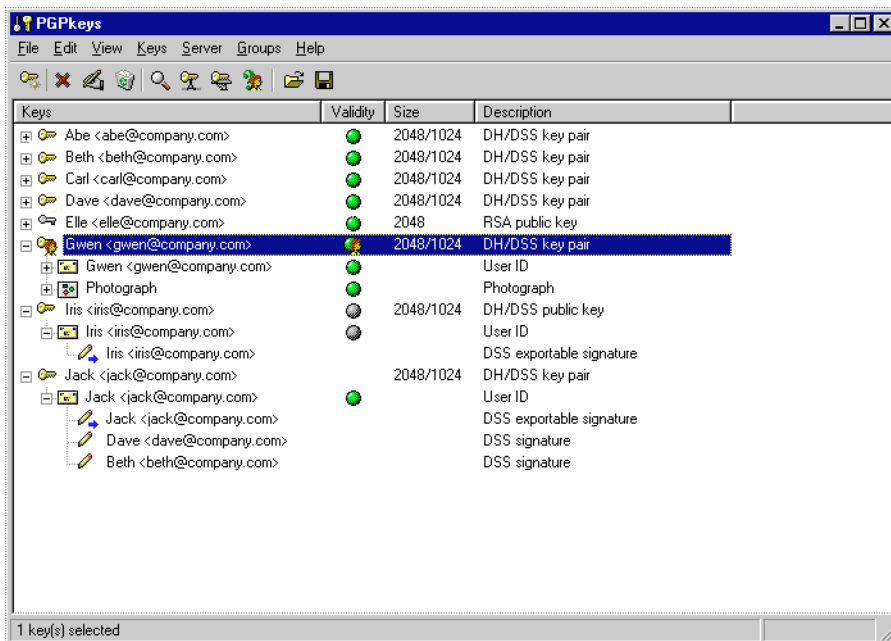 PGPkeys
File Edit View Keys Server Groups Help
Keys Validity Size Description
Abe <abe@company.com> 2048/1024 DH/DSS key pair
Beth <beth@company.com> 2048/1024 DH/DSS key pair
Carl <carl@company.com> 2048/1024 DH/DSS key pair
Dave <dave@company.com> 2048/1024 DH/DSS key pair
Elle <elle@company.com> 2048 RSA public key
Gwen <gwen@company.com> 2048/1024 DH/DSS key pair
Gwen <gwen@company.com> User ID
Photograph Photograph
Iris <iris@company.com> 2048/1024 DH/DSS public key
Iris <iris@company.com> User ID
Iris <iris@company.com> DSS exportable signature
Jack <jack@company.com> 2048/1024 DH/DSS key pair
Jack <jack@company.com> User ID
Jack <jack@company.com> DSS exportable signature
Dave <dave@company.com> DSS signature
Beth <beth@company.com> DSS signature
1 key(s) selected